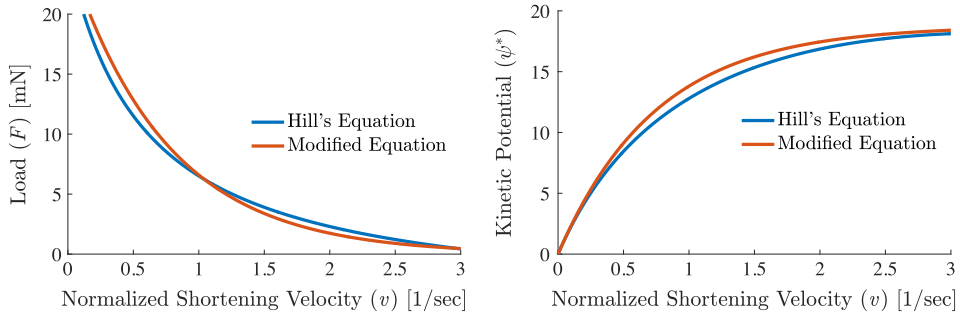 20
15
10
5
0
Load (F) [mN]
Hill's Equation
Modified Equation
0 0.5 1 1.5 2 2.5 3
Normalized Shortening Velocity (v) [1/sec]
20
15
10
5
0
Kinetic Potential (ψ*)
Hill's Equation
Modified Equation
0 0.5 1 1.5 2 2.5 3
Normalized Shortening Velocity (v) [1/sec]